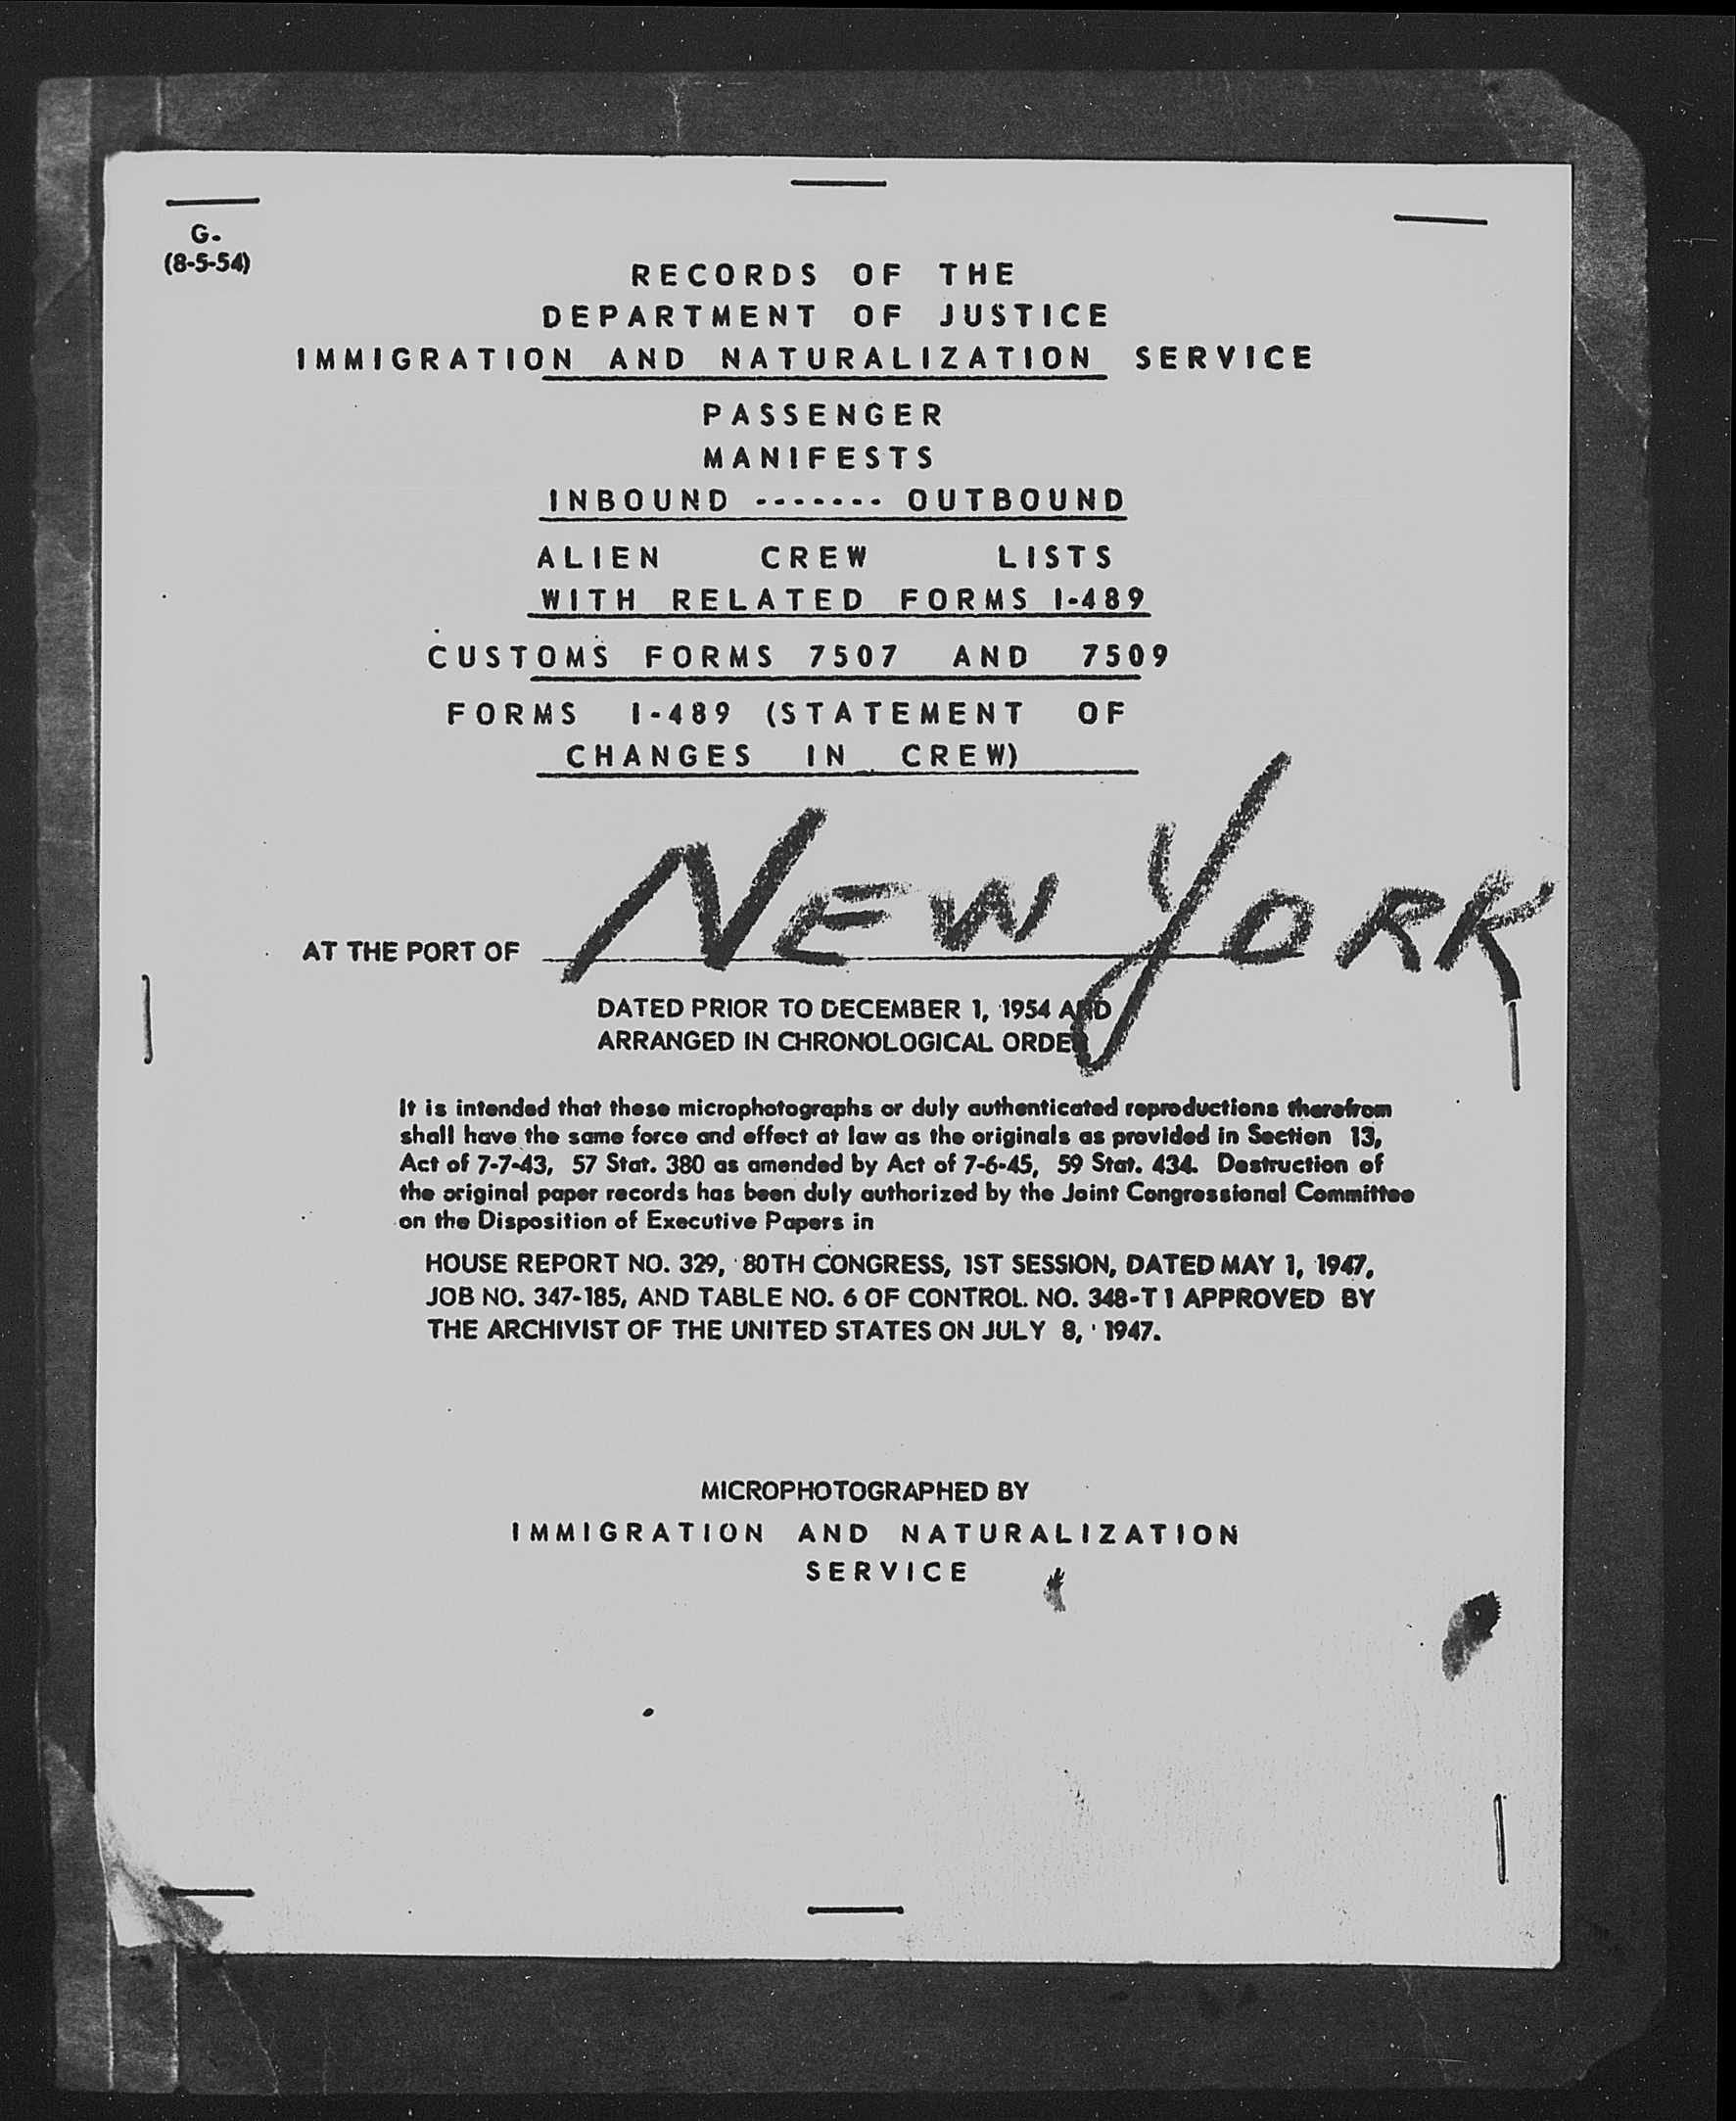 G.
(8-5-54)
RECORDS OF THE
DEPARTMENT OF JUSTICE
IMMIGRATION AND NATURALIZATION SERVICE
PASSENGER
MANIFESTS
INBOUND ------- OUTBOUND
ALIEN CREW LISTS
WITH RELATED FORMS I-489
CUSTOMS FORMS 7507 AND 7509
FORMS I-489 (STATEMENT OF
CHANGES IN CREW)
AT THE PORT OF NEW YORK
DATED PRIOR TO DECEMBER 1, 1954 AND
ARRANGED IN CHRONOLOGICAL ORDER
It is intended that these microphotographs or duly authenticated reproductions therefrom
shall have the same force and effect at law as the originals as provided in Section 13,
Act of 7-7-43, 57 Stat. 380 as amended by Act of 7-6-45, 59 Stat. 434. Destruction of
the original paper records has been duly authorized by the Joint Congressional Committee
on the Disposition of Executive Papers in
HOUSE REPORT NO. 329, 80TH CONGRESS, 1ST SESSION, DATED MAY 1, 1947,
JOB NO. 347-185, AND TABLE NO. 6 OF CONTROL NO. 348-T1 APPROVED BY
THE ARCHIVIST OF THE UNITED STATES ON JULY 8, 1947.
MICROPHOTOGRAPHED BY
IMMIGRATION AND NATURALIZATION
SERVICE